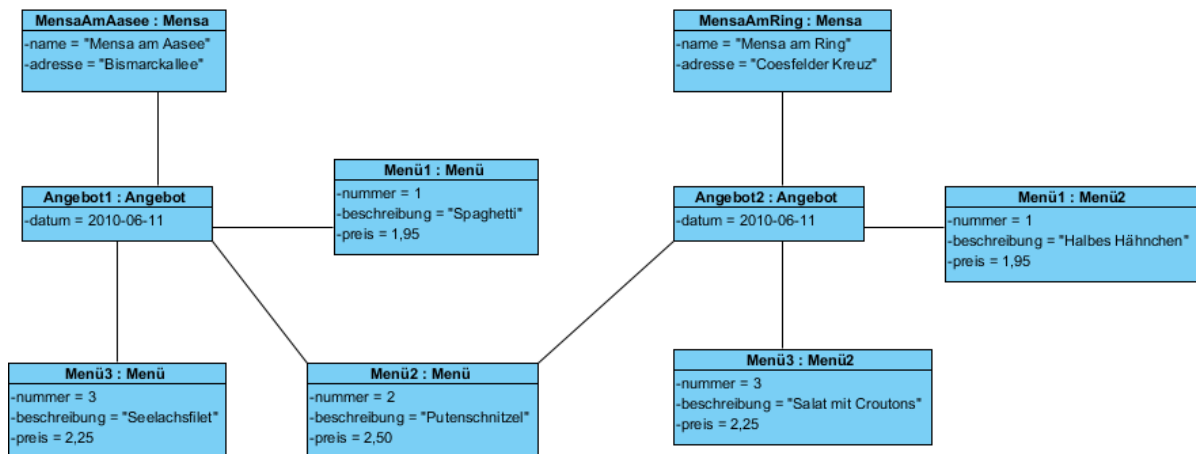 MensaAmAasee : Mensa
-name = "Mensa am Aasee"
-adresse = "Bismarckallee"
MensaAmRing : Mensa
-name = "Mensa am Ring"
-adresse = "Coesfelder Kreuz"
Menü1 : Menü
-nummer = 1
-beschreibung = "Spaghetti"
-preis = 1,95
Angebot1 : Angebot
-datum = 2010-06-11
Angebot2 : Angebot
-datum = 2010-06-11
Menü1 : Menü2
-nummer = 1
-beschreibung = "Halbes Hähnchen"
-preis = 1,95
Menü3 : Menü
-nummer = 3
-beschreibung = "Seelachsfilet"
-preis = 2,25
Menü2 : Menü
-nummer = 2
-beschreibung = "Putenschnitzel"
-preis = 2,50
Menü3 : Menü2
-nummer = 3
-beschreibung = "Salat mit Croutons"
-preis = 2,25